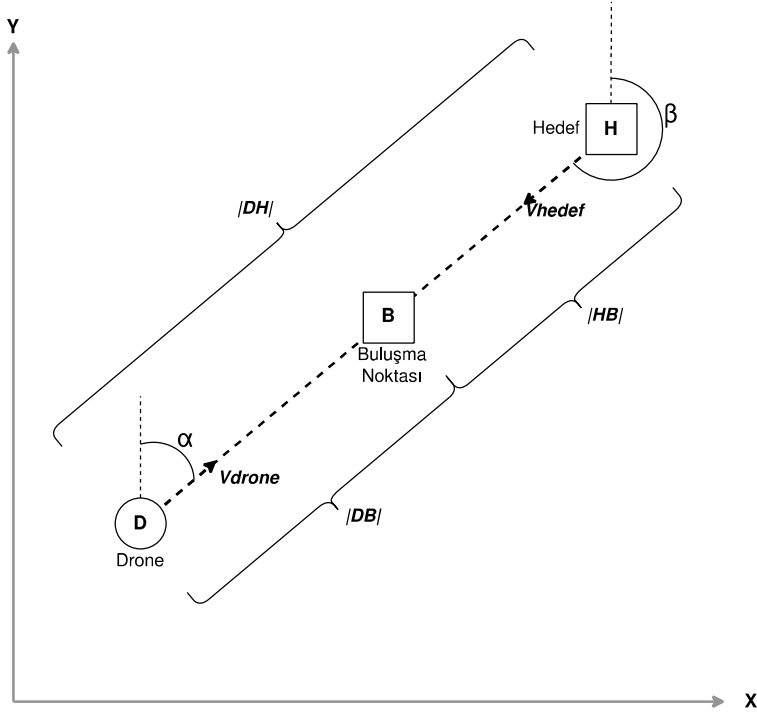 Y
Hedef
H
β
|DH|
Vhedef
B
|HB|
Buluşma
Noktası
α
Vdrone
D
|DB|
Drone
X